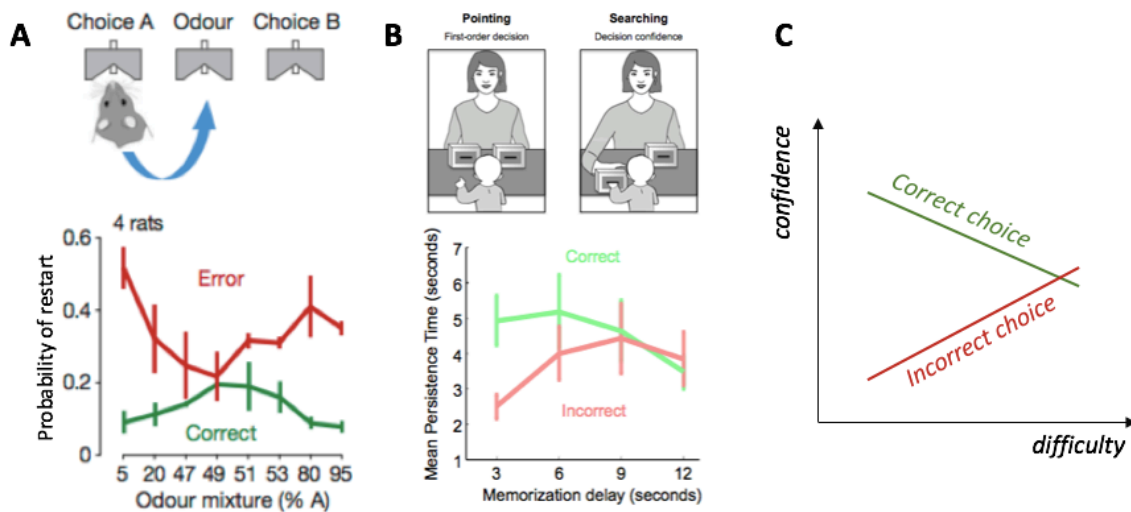 A
Choice A Odour Choice B
4 rats
Probability of restart
0.6
0.4
0.2
0
Error
Correct
5 20 47 49 51 53 80 95
Odour mixture (% A)
B
Pointing
First-order decision
Searching
Decision confidence
Mean Persistence Time (seconds)
7
6
5
4
3
2
1
Correct
Incorrect
3 6 9 12
Memorization delay (seconds)
C
confidence
Correct choice
Incorrect choice
difficulty